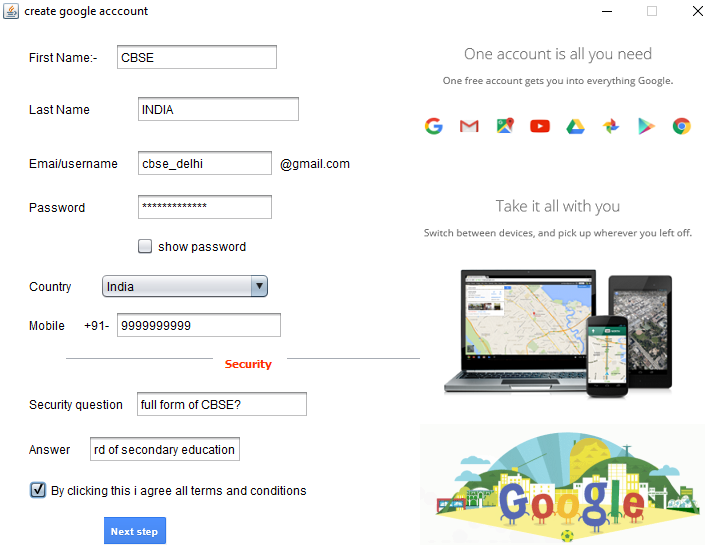 create google acccount
First Name:- CBSE
Last Name INDIA
Emai/username cbse_delhi @gmail.com
Password *************
show password
Country India
Mobile +91- 9999999999
Security
Security question full form of CBSE?
Answer rd of secondary education
By clicking this i agree all terms and conditions
Next step
One account is all you need
One free account gets you into everything Google.
Take it all with you
Switch between devices, and pick up wherever you left off.
Google